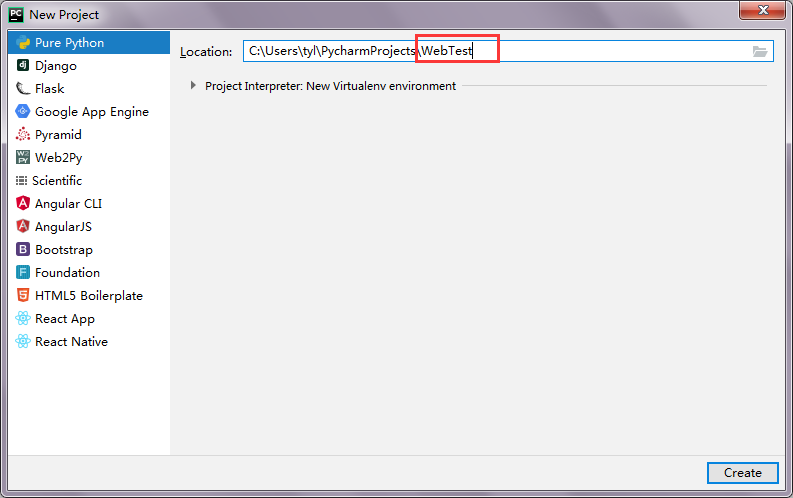 New Project
Pure Python
Django
Flask
Google App Engine
Pyramid
Web2Py
Scientific
Angular CLI
AngularJS
Bootstrap
Foundation
HTML5 Boilerplate
React App
React Native
Location: C:\Users\tyl\PycharmProjects\WebTest
Project Interpreter: New Virtualenv environment
Create